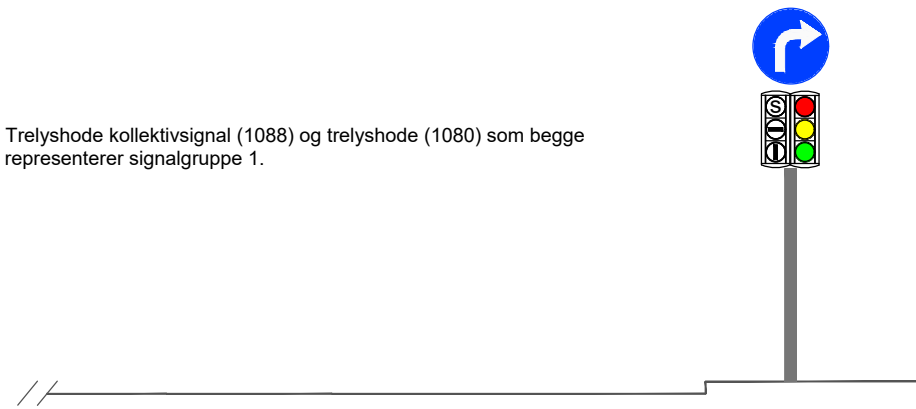 Trelyshode kollektivsignal (1088) og trelyshode (1080) som begge
representerer signalgruppe 1.
S